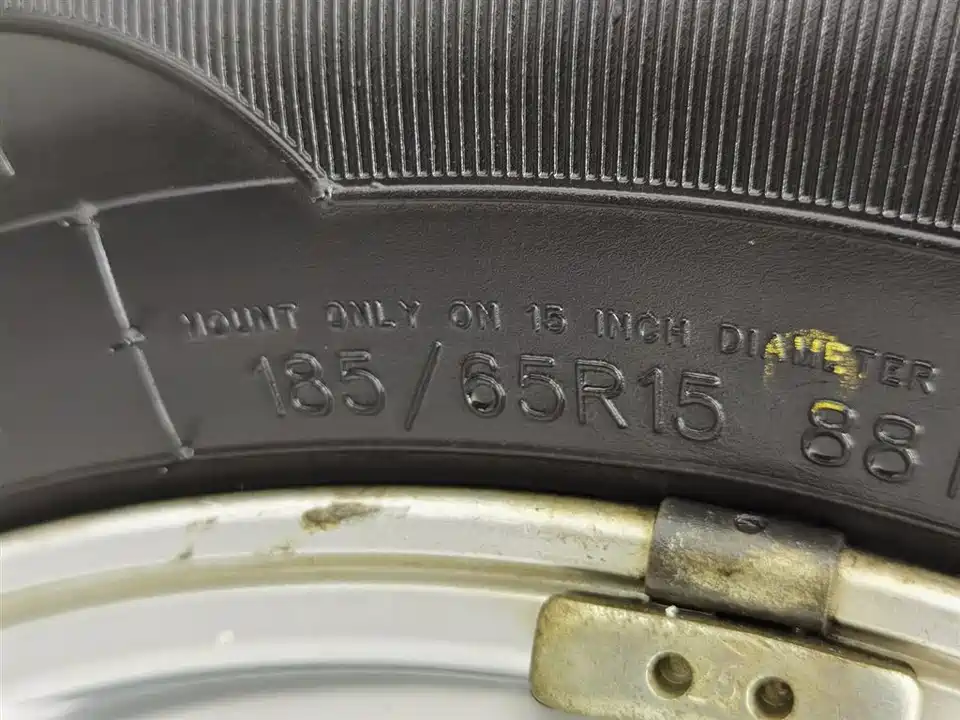 MOUNT ONLY ON 15 INCH DIAMETER
185/65R15 88